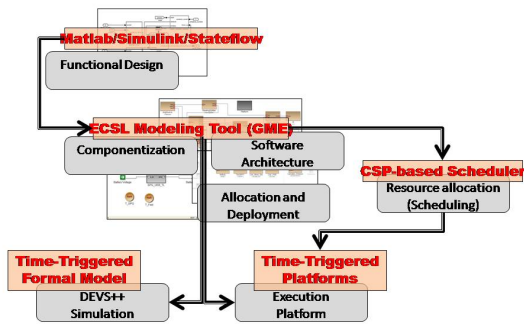 Matlab/Simulink/Stateflow
Functional Design
ECSL Modeling Tool (GME)
Componentization
Software
Architecture
CSP-based Scheduler
Resource allocation
(Scheduling)
Allocation and
Deployment
Time-Triggered
Formal Model
Time-Triggered
Platforms
DEVS++
Simulation
Execution
Platform